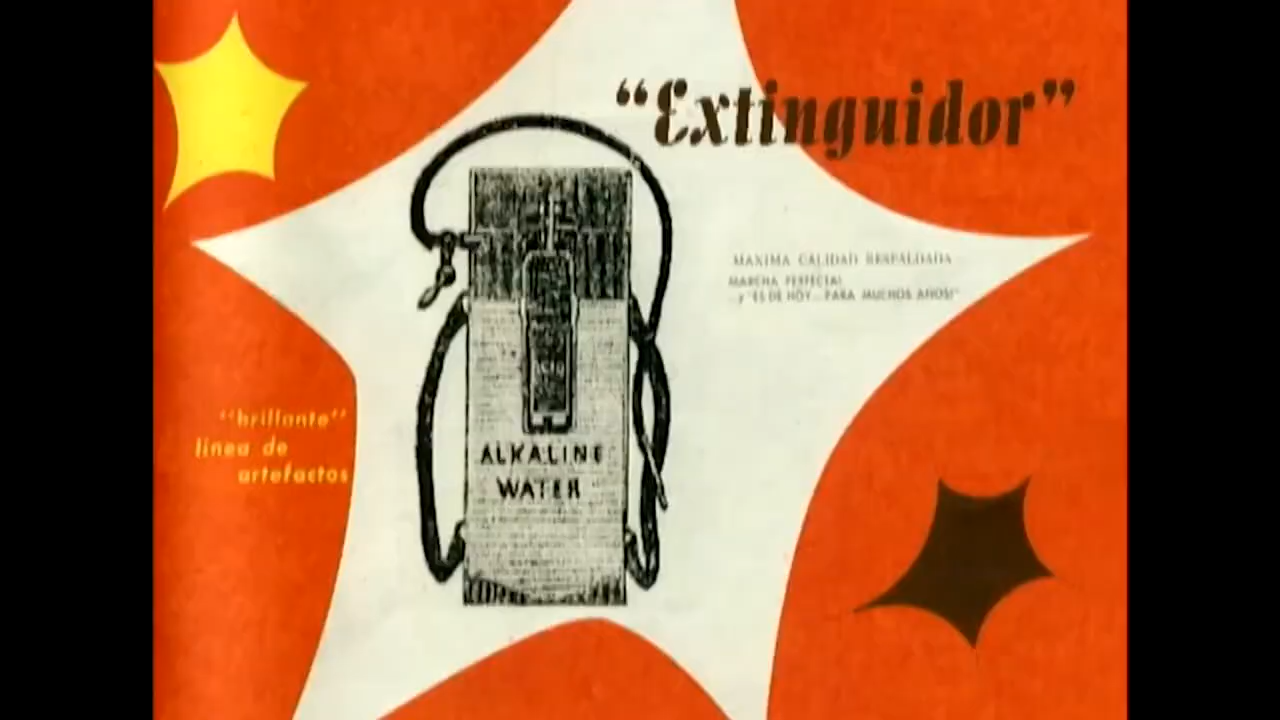 “Extinguidor”
MAXIMA CALIDAD RESPALDADA
MARCHA PERFECTA!
...y "ES DE HOY...PARA MUCHOS AÑOS!"
"brillante"
linea de
artefactos
ALKALINE
WATER